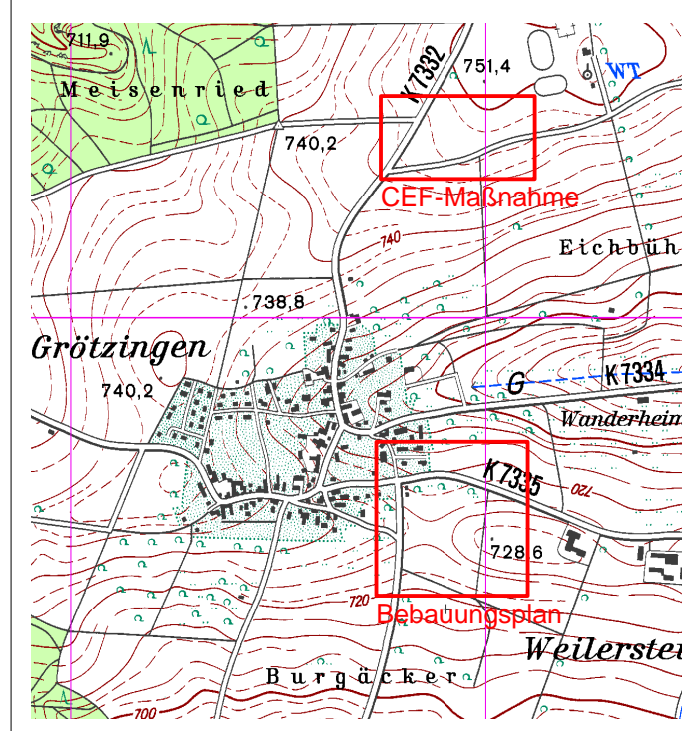 711,9
K7332
751,4
WT
Meisenried
740,2
CEF-Maßnahme
740
Eichbüh
738,8
Grötzingen
740,2
G
K7334
Wanderheim
K7335
720
728,6
720
Bebauungsplan
Weilerstei
Burgäcker
700